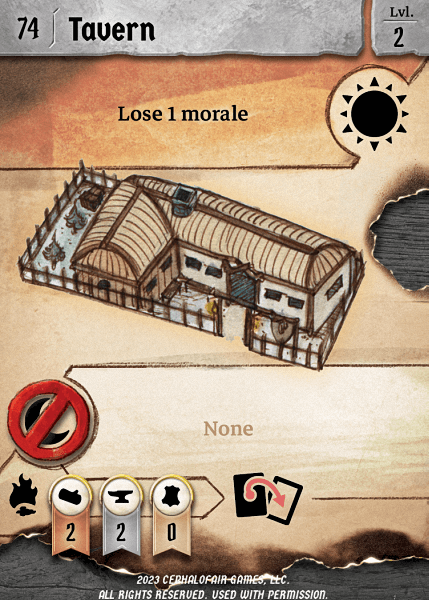 74 Tavern
Lvl.
2
Lose 1 morale
None
2 2 0
2023 CEPHALOFAIR GAMES, LLC.
ALL RIGHTS RESERVED. USED WITH PERMISSION.